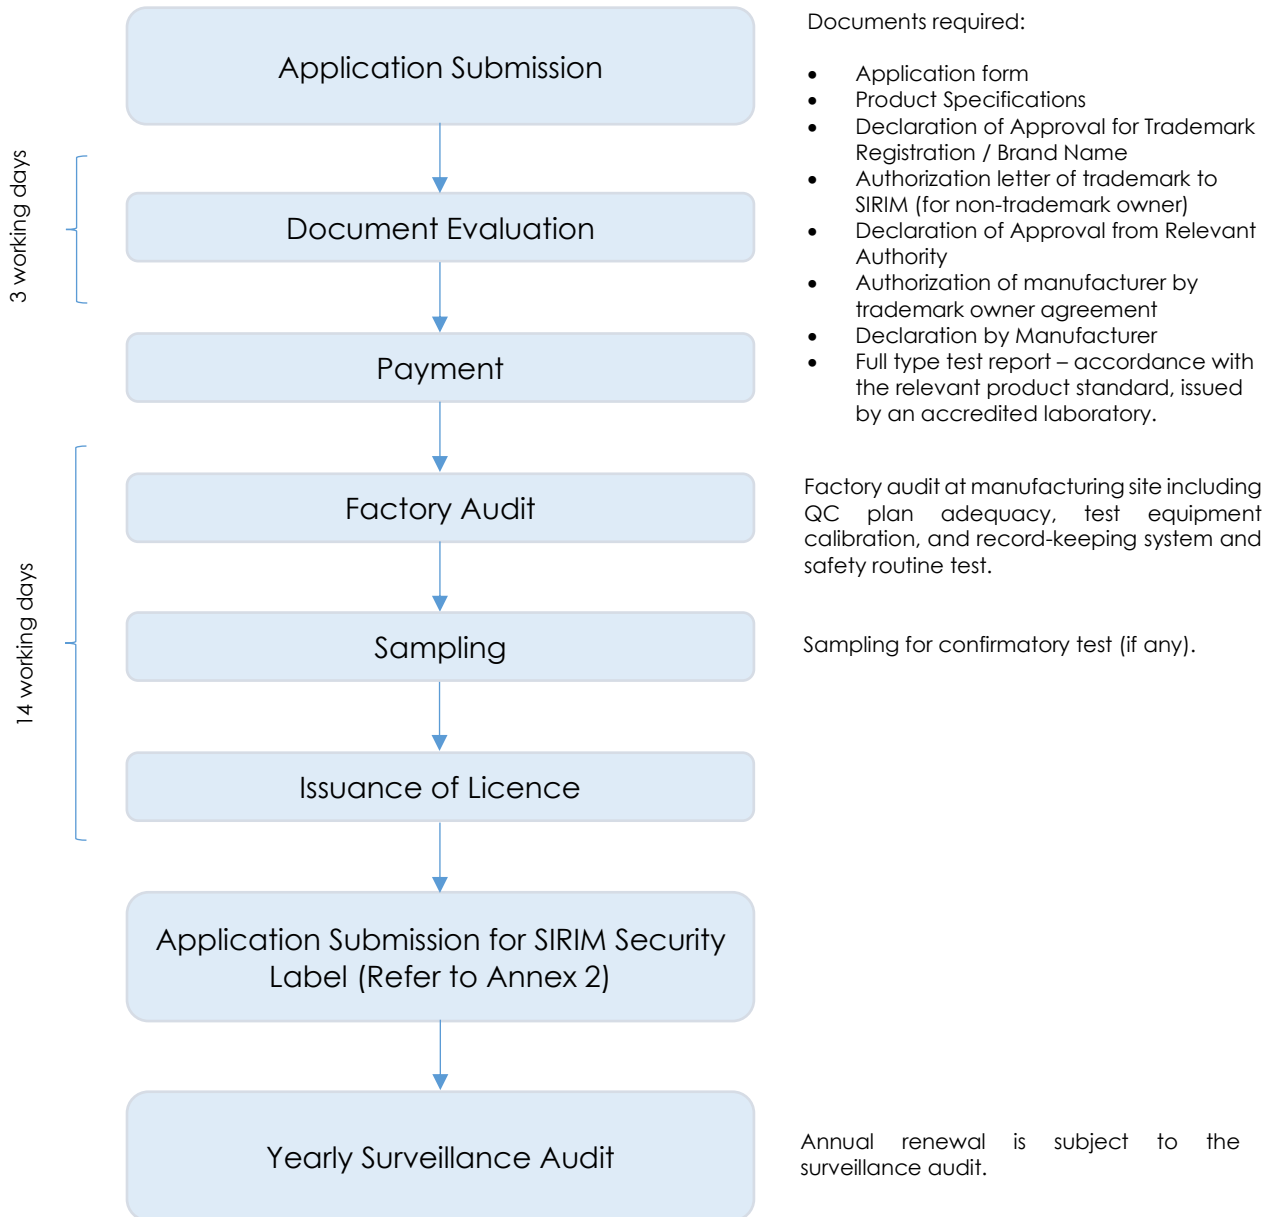 Application Submission
Documents required:
• Application form
• Product Specifications
• Declaration of Approval for Trademark
Registration / Brand Name
• Authorization letter of trademark to
SIRIM (for non-trademark owner)
• Declaration of Approval from Relevant
Authority
• Authorization of manufacturer by
trademark owner agreement
• Declaration by Manufacturer
• Full type test report – accordance with
the relevant product standard, issued
by an accredited laboratory.
3 working days
Document Evaluation
Payment
14 working days
Factory Audit
Factory audit at manufacturing site including
QC plan adequacy, test equipment
calibration, and record-keeping system and
safety routine test.
Sampling
Sampling for confirmatory test (if any).
Issuance of Licence
Application Submission for SIRIM Security
Label (Refer to Annex 2)
Yearly Surveillance Audit
Annual renewal is subject to the
surveillance audit.